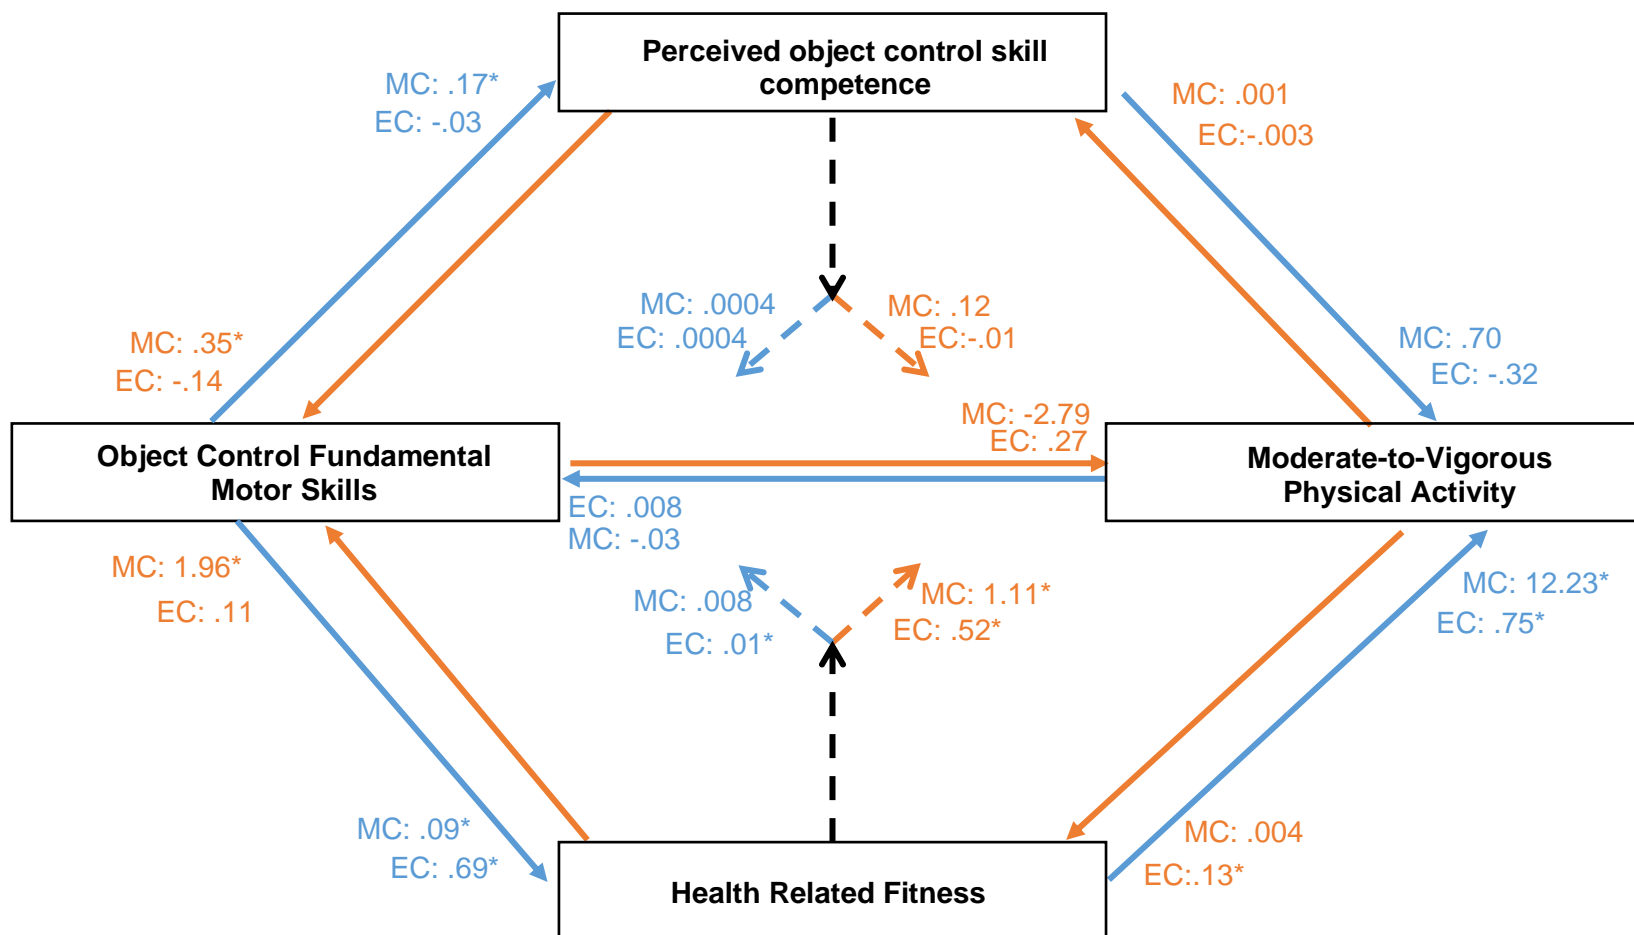 Perceived object control skill
competence
MC: .17*
EC: -.03
MC: .001
EC:-.003
MC: .0004
EC: .0004
MC: .12
EC:-.01
MC: .35*
EC: -.14
MC: .70
EC: -.32
MC: -2.79
EC: .27
Object Control Fundamental
Motor Skills
Moderate-to-Vigorous
Physical Activity
EC: .008
MC: -.03
MC: 1.96*
EC: .11
MC: .008
EC: .01*
MC: 1.11*
EC: .52*
MC: 12.23*
EC: .75*
MC: .09*
EC: .69*
MC: .004
EC:.13*
Health Related Fitness